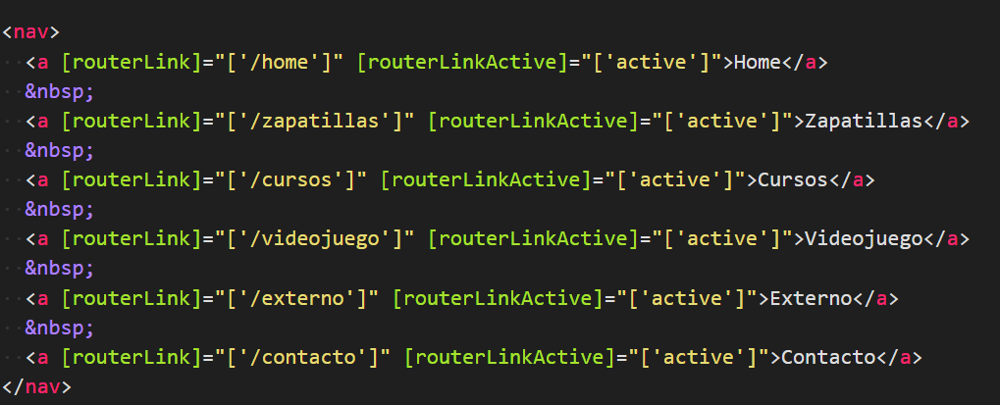 <nav>
  <a [routerLink]="['/home']" [routerLinkActive]="['active']">Home</a>
  &nbsp;
  <a [routerLink]="['/zapatillas']" [routerLinkActive]="['active']">Zapatillas</a>
  &nbsp;
  <a [routerLink]="['/cursos']" [routerLinkActive]="['active']">Cursos</a>
  &nbsp;
  <a [routerLink]="['/videojuego']" [routerLinkActive]="['active']">Videojuego</a>
  &nbsp;
  <a [routerLink]="['/externo']" [routerLinkActive]="['active']">Externo</a>
  &nbsp;
  <a [routerLink]="['/contacto']" [routerLinkActive]="['active']">Contacto</a>
</nav>